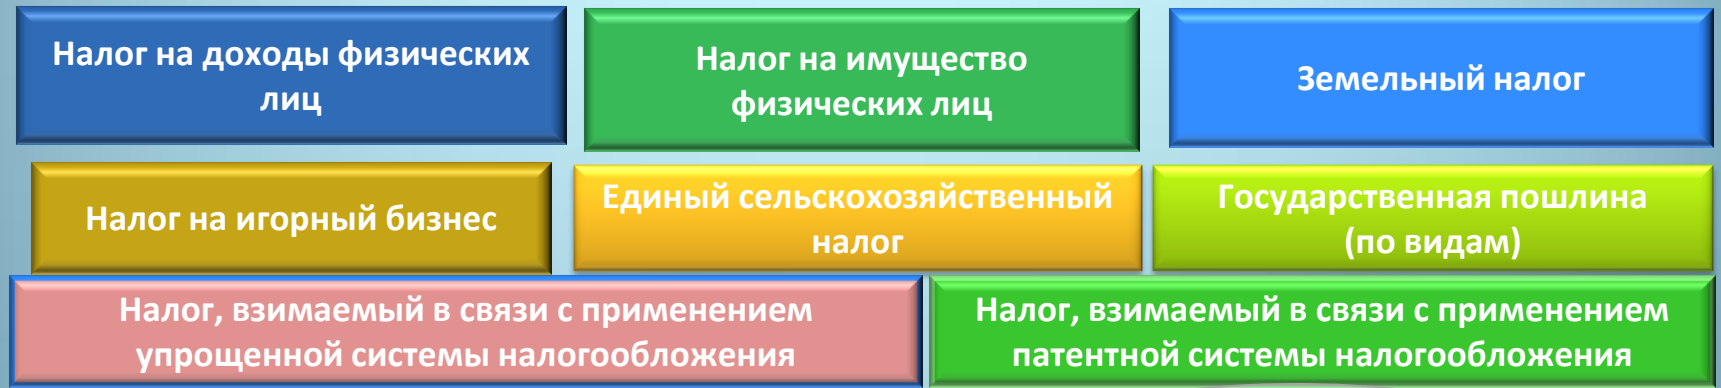 Налог на доходы физических
лиц
Налог на имущество
физических лиц
Земельный налог
Налог на игорный бизнес
Единый сельскохозяйственный
налог
Государственная пошлина
(по видам)
Налог, взимаемый в связи с применением
упрощенной системы налогообложения
Налог, взимаемый в связи с применением
патентной системы налогообложения